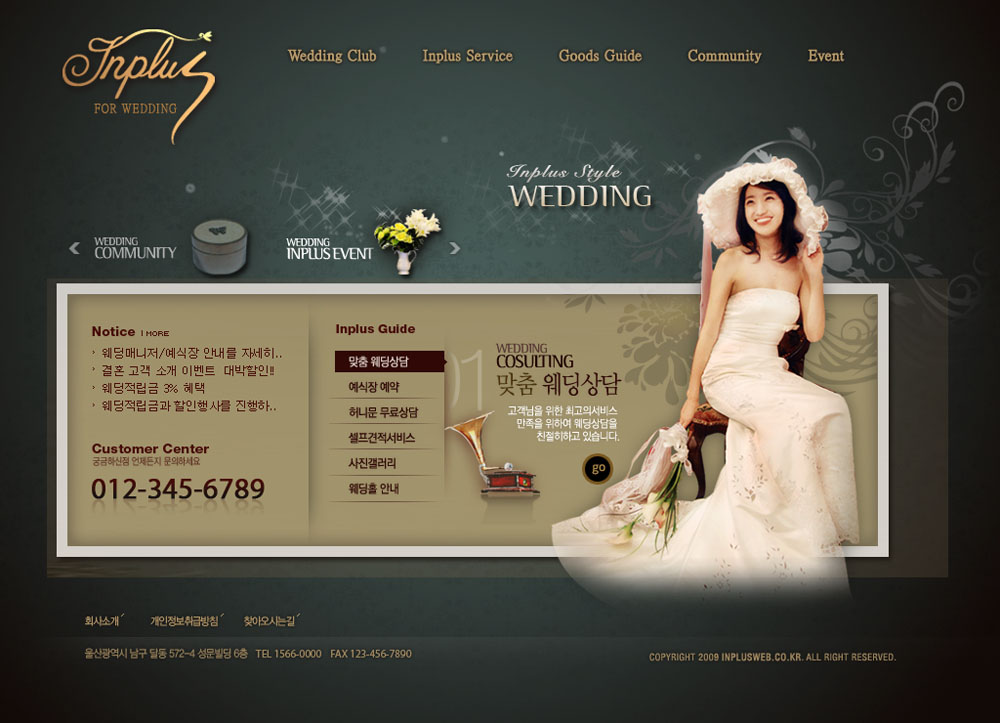 Inplus
FOR WEDDING
Wedding Club
Inplus Service
Goods Guide
Community
Event
Inplus Style
WEDDING
WEDDING
COMMUNITY
WEDDING
INPLUS EVENT
Notice | MORE
웨딩매니저/예식장 안내를 자세히..
결혼 고객 소개 이벤트 대박할인!!
웨딩적립금 3% 혜택
웨딩적립금과 할인행사를 진행하..
Customer Center
궁금하신점 언제든지 문의하세요
012-345-6789
Inplus Guide
맞춤 웨딩상담
예식장 예약
허니문 무료상담
셀프견적서비스
사진갤러리
웨딩홀 안내
01
WEDDING
COSULTING
맞춤 웨딩상담
고객님을 위한 최고의서비스
만족을 위하여 웨딩상담을
친절히하고 있습니다.
go
회사소개
개인정보취급방침
찾아오시는길
울산광역시 남구 달동 572-4 성문빌딩 6층 TEL 1566-0000 FAX 123-456-7890
COPYRIGHT 2009 INPLUSWEB.CO.KR. ALL RIGHT RESERVED.